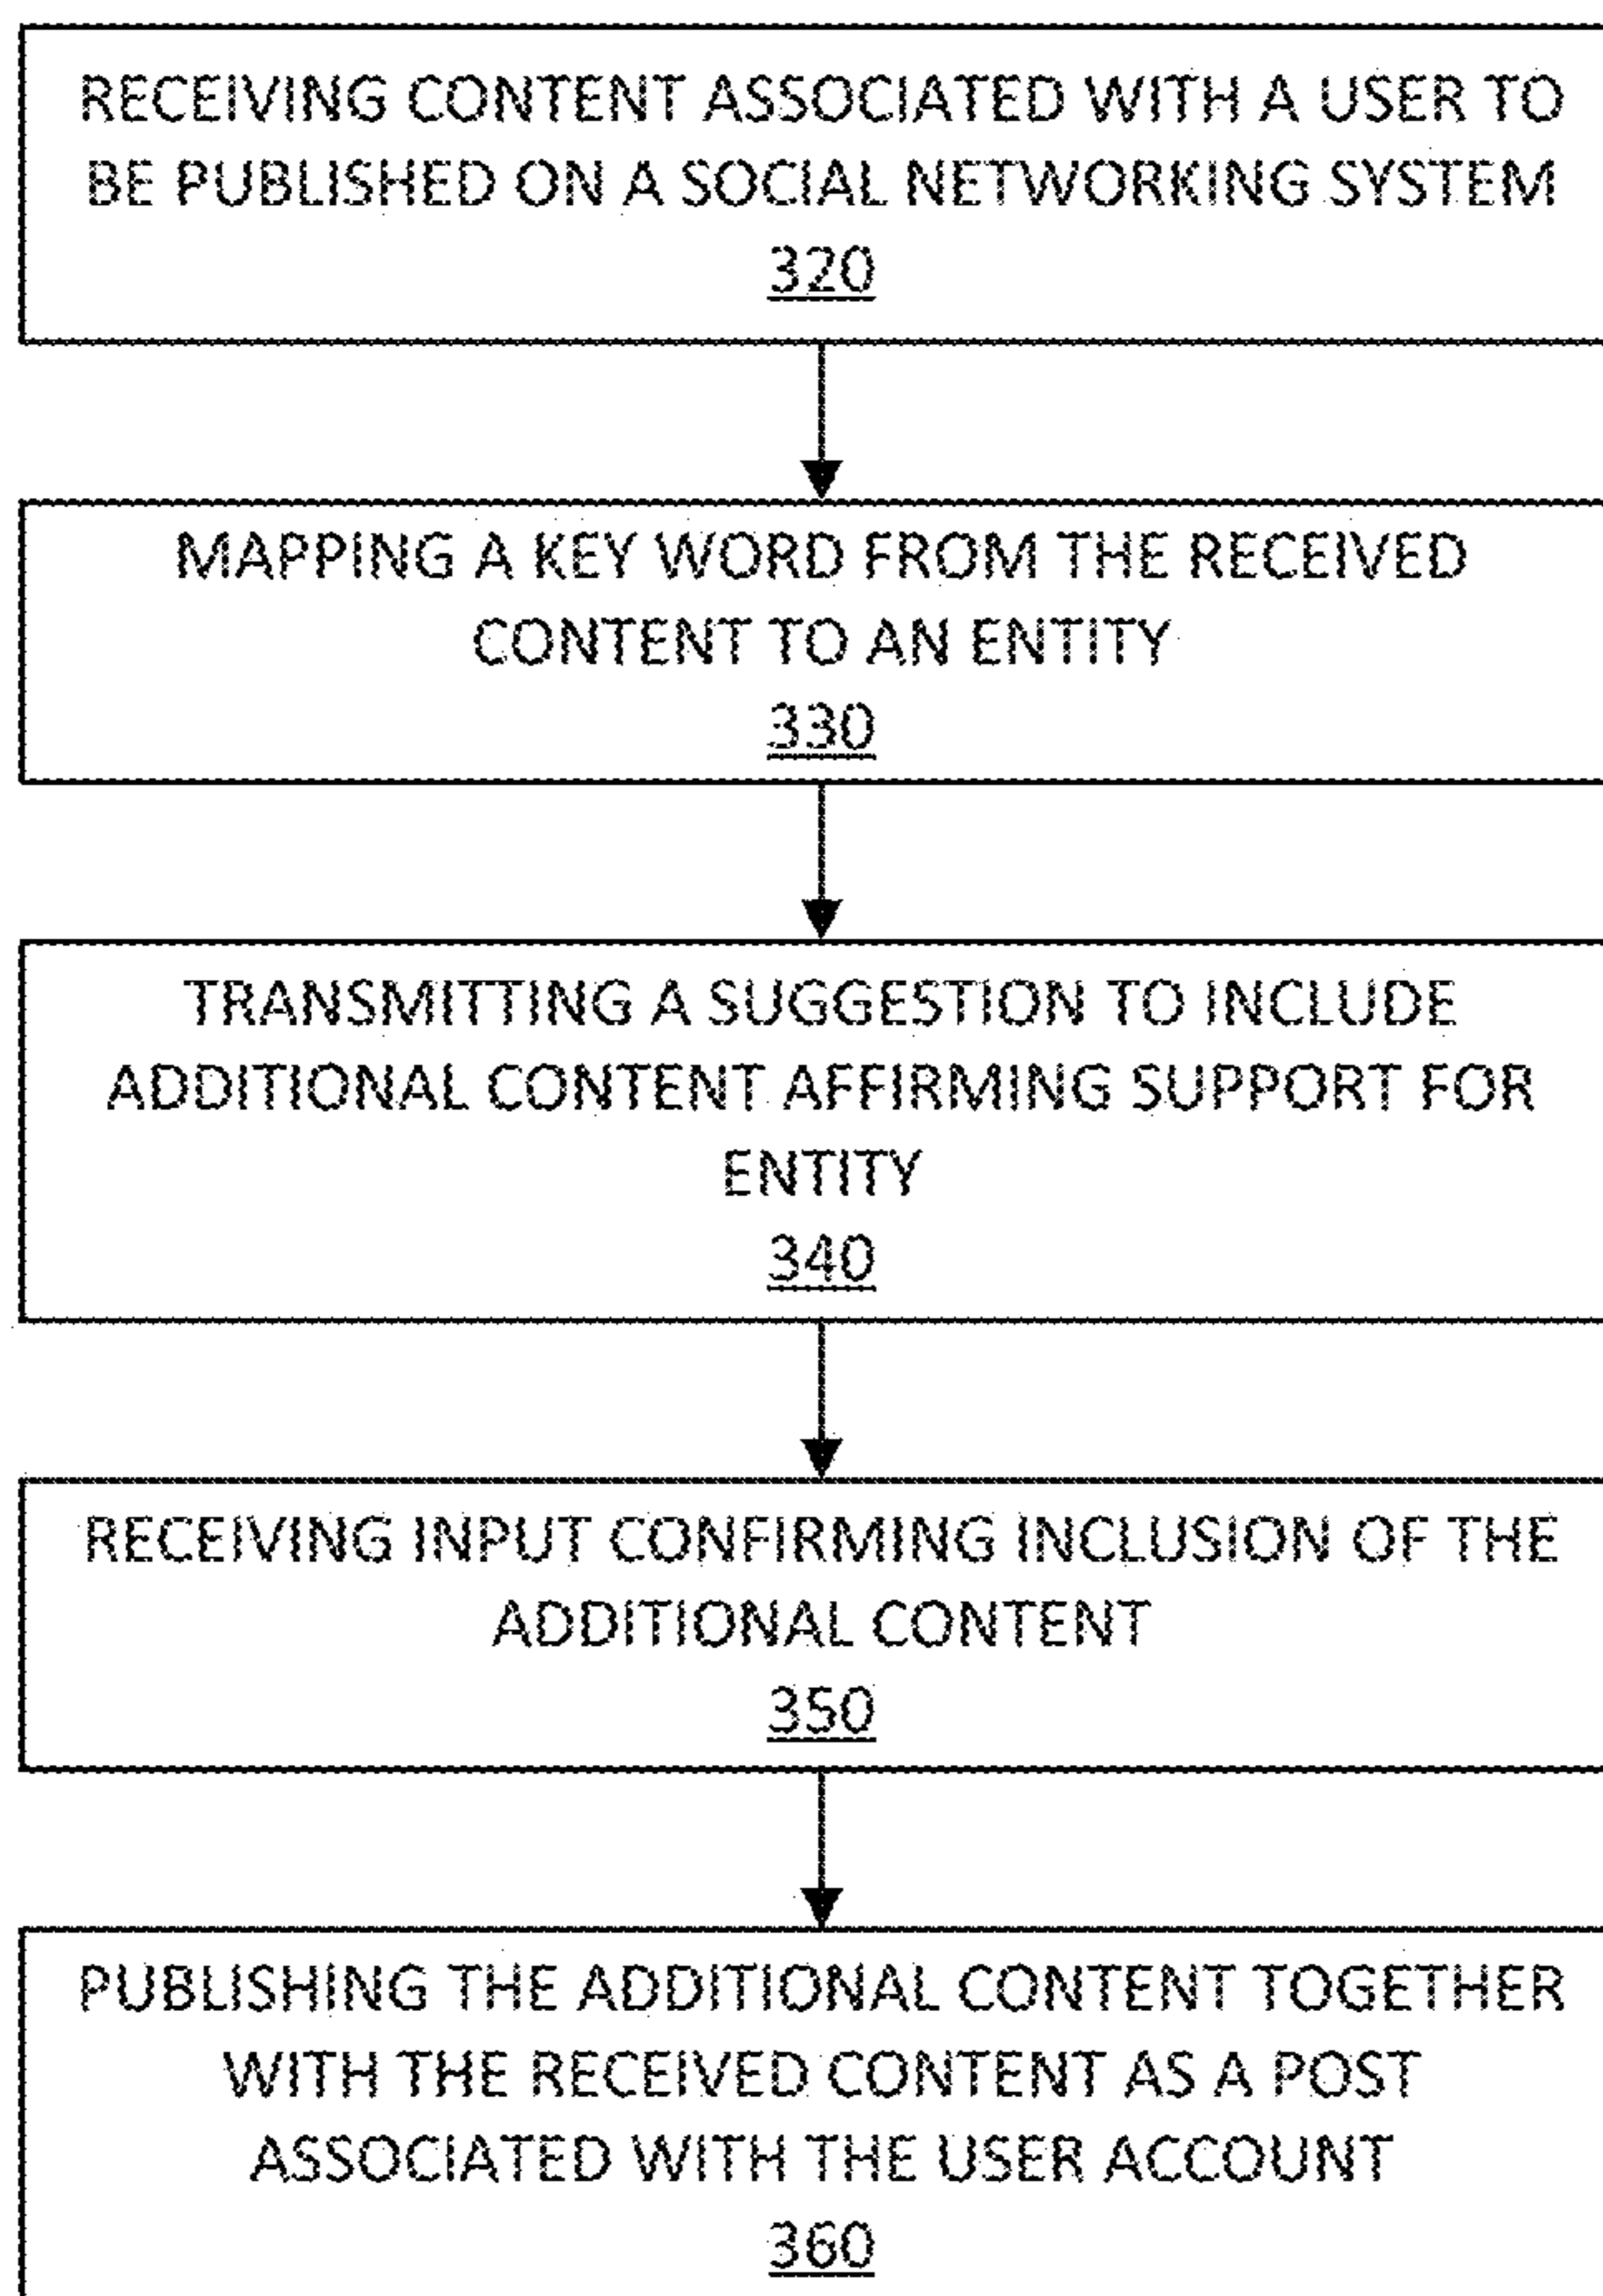 RECEIVING CONTENT ASSOCIATED WITH A USER TO
BE PUBLISHED ON A SOCIAL NETWORKING SYSTEM
320
MAPPING A KEY WORD FROM THE RECEIVED
CONTENT TO AN ENTITY
330
TRANSMITTING A SUGGESTION TO INCLUDE
ADDITIONAL CONTENT AFFIRMING SUPPORT FOR
ENTITY
340
RECEIVING INPUT CONFIRMING INCLUSION OF THE
ADDITIONAL CONTENT
350
PUBLISHING THE ADDITIONAL CONTENT TOGETHER
WITH THE RECEIVED CONTENT AS A POST
ASSOCIATED WITH THE USER ACCOUNT
360